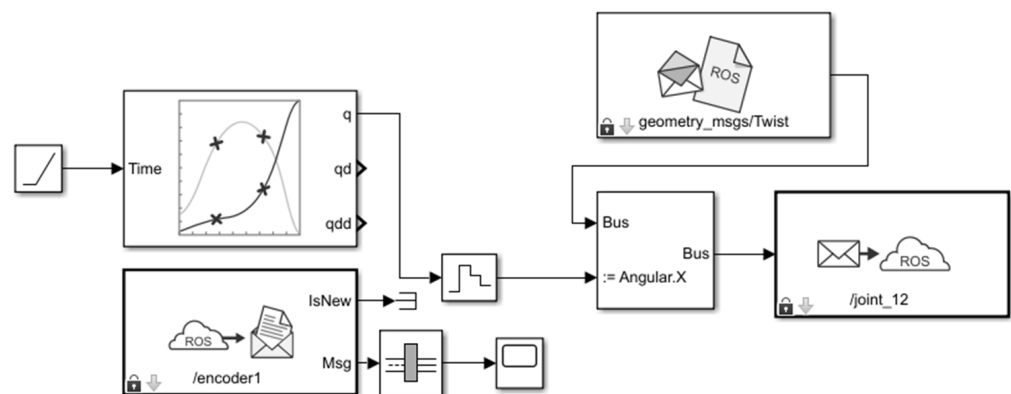 ROS
geometry_msgs/Twist
Time
q
qd
qdd
Bus
:= Angular.X
Bus
ROS
/joint_12
ROS
/encoder1
IsNew
Msg